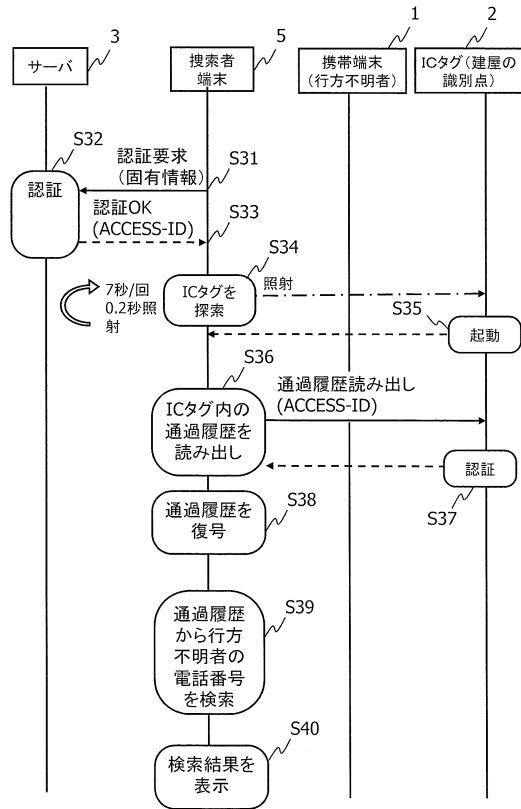 3
5
1
2
サーバ
捜索者
端末
携帯端末
(行方不明者)
ICタグ(建屋の
識別点)
S32
認証要求
(固有情報)
S31
認証
認証OK
(ACCESS-ID)
S33
S34
7秒/回
0.2秒照
射
ICタグを
探索
照射
S35
起動
S36
ICタグ内の
通過履歴を
読み出し
通過履歴読み出し
(ACCESS-ID)
認証
S37
通過履歴を
復号
S38
通過履歴
から行方
不明者の
電話番号
を検索
S39
S40
検索結果を
表示